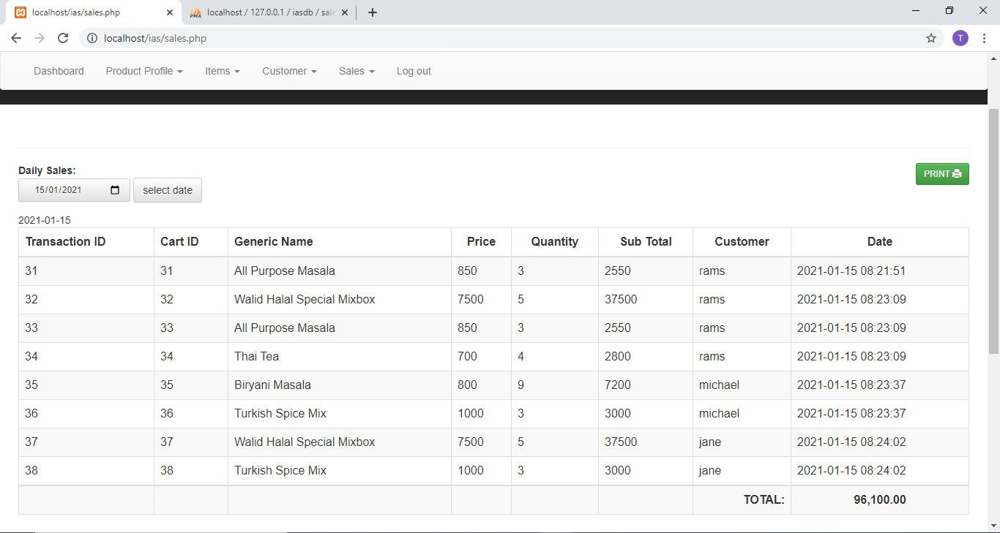 localhost/ias/sales.php
localhost / 127.0.0.1 / iasdb / sale
localhost/ias/sales.php
T
Dashboard Product Profile Items Customer Sales Log out
Daily Sales:
PRINT
15/01/2021 select date
2021-01-15
Transaction ID Cart ID Generic Name Price Quantity Sub Total Customer Date
31 31 All Purpose Masala 850 3 2550 rams 2021-01-15 08:21:51
32 32 Walid Halal Special Mixbox 7500 5 37500 rams 2021-01-15 08:23:09
33 33 All Purpose Masala 850 3 2550 rams 2021-01-15 08:23:09
34 34 Thai Tea 700 4 2800 rams 2021-01-15 08:23:09
35 35 Biryani Masala 800 9 7200 michael 2021-01-15 08:23:37
36 36 Turkish Spice Mix 1000 3 3000 michael 2021-01-15 08:23:37
37 37 Walid Halal Special Mixbox 7500 5 37500 jane 2021-01-15 08:24:02
38 38 Turkish Spice Mix 1000 3 3000 jane 2021-01-15 08:24:02
TOTAL: 96,100.00